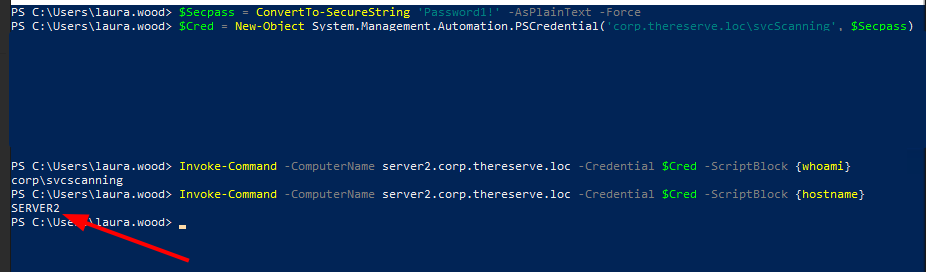 PS C:\Users\laura.wood> $Secpass = ConvertTo-SecureString 'Password1!' -AsPlainText -Force
PS C:\Users\laura.wood> $Cred = New-Object System.Management.Automation.PSCredential('corp.thereserve.loc\svcScanning', $Secpass)
PS C:\Users\laura.wood> Invoke-Command -ComputerName server2.corp.thereserve.loc -Credential $Cred -ScriptBlock {whoami}
corp\svcscanning
PS C:\Users\laura.wood> Invoke-Command -ComputerName server2.corp.thereserve.loc -Credential $Cred -ScriptBlock {hostname}
SERVER2
PS C:\Users\laura.wood>